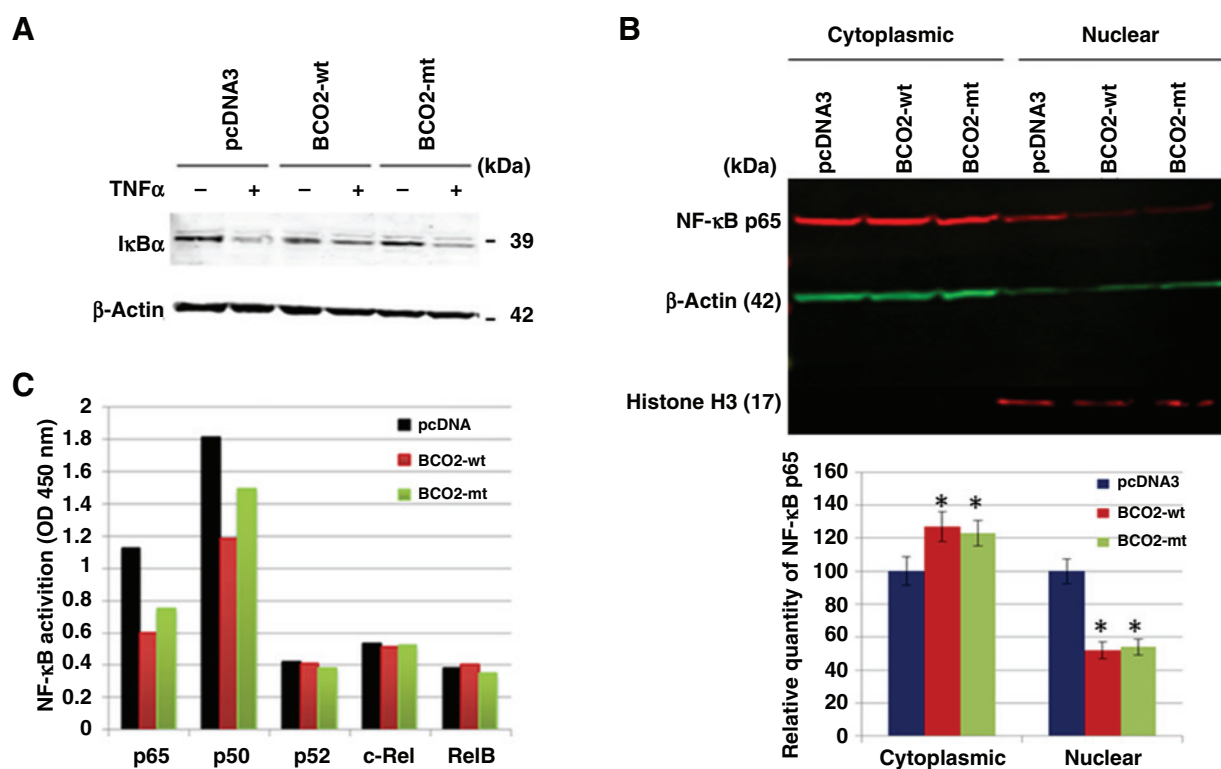 A
pcDNA3
BCO2-wt
BCO2-mt
(kDa)
TNFα – + – + – +
IκBα
- 39
β-Actin
- 42
B
Cytoplasmic Nuclear
pcDNA3
BCO2-wt
BCO2-mt
pcDNA3
BCO2-wt
BCO2-mt
(kDa)
NF-κB p65
β-Actin (42)
Histone H3 (17)
Relative quantity of NF-κB p65
160
140
120
100
80
60
40
20
0
pcDNA3
BCO2-wt
BCO2-mt
* *
* *
Cytoplasmic Nuclear
C
NF-κB activition (OD 450 nm)
2
1.8
1.6
1.4
1.2
1
0.8
0.6
0.4
0.2
0
pcDNA
BCO2-wt
BCO2-mt
p65 p50 p52 c-Rel RelB